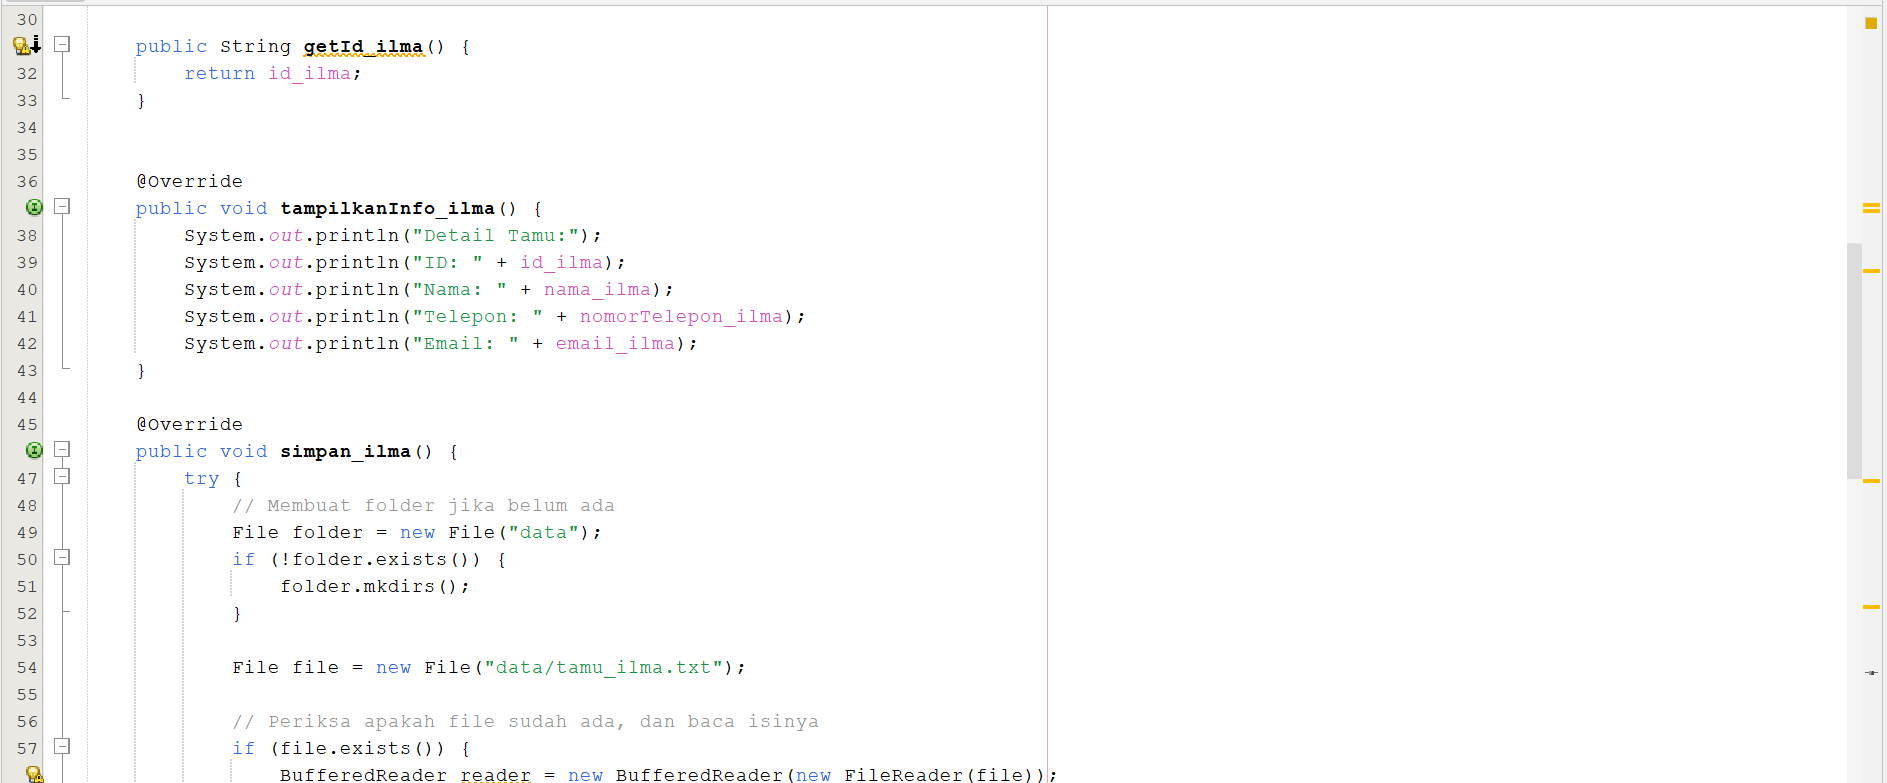 30
public String getId_ilma() {
32 return id_ilma;
33 }
34
35
36 @Override
public void tampilkanInfo_ilma() {
38 System.out.println("Detail Tamu:");
39 System.out.println("ID: " + id_ilma);
40 System.out.println("Nama: " + nama_ilma);
41 System.out.println("Telepon: " + nomorTelepon_ilma);
42 System.out.println("Email: " + email_ilma);
43 }
44
45 @Override
public void simpan_ilma() {
47 try {
48 // Membuat folder jika belum ada
49 File folder = new File("data");
50 if (!folder.exists()) {
51 folder.mkdirs();
52 }
53
54 File file = new File("data/tamu_ilma.txt");
55
56 // Periksa apakah file sudah ada, dan baca isinya
57 if (file.exists()) {
BufferedReader reader = new BufferedReader(new FileReader(file));